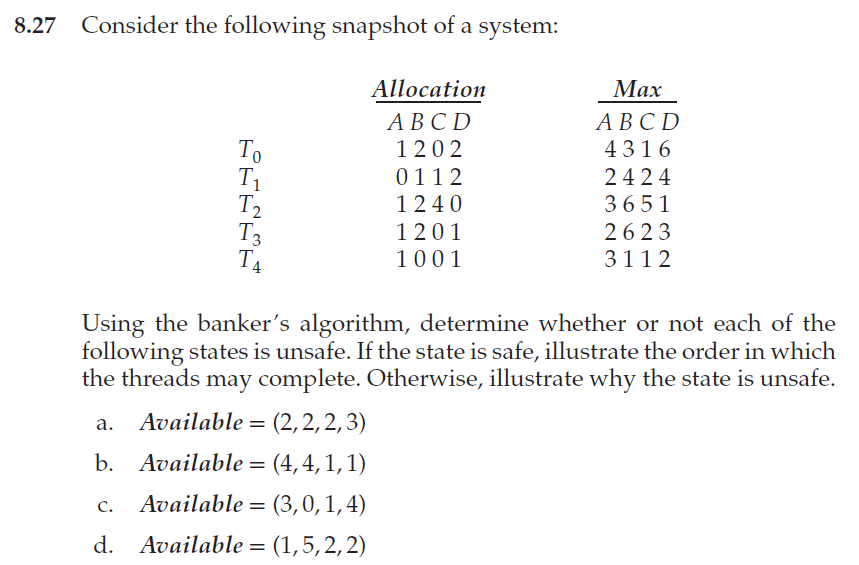 8.27 Consider the following snapshot of a system:
Allocation Max
A B C D A B C D
T0 1 2 0 2 4 3 1 6
T1 0 1 1 2 2 4 2 4
T2 1 2 4 0 3 6 5 1
T3 1 2 0 1 2 6 2 3
T4 1 0 0 1 3 1 1 2
Using the banker's algorithm, determine whether or not each of the
following states is unsafe. If the state is safe, illustrate the order in which
the threads may complete. Otherwise, illustrate why the state is unsafe.
a. Available = (2, 2, 2, 3)
b. Available = (4, 4, 1, 1)
c. Available = (3, 0, 1, 4)
d. Available = (1, 5, 2, 2)